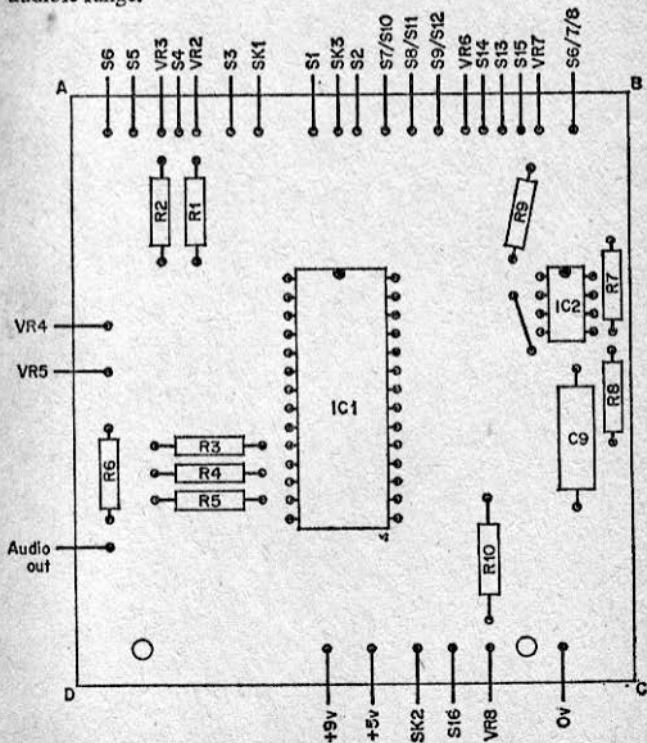 audible range.
A
S6
S5
VR3
S4
VR2
S3
SK1
S1
SK3
S2
S7/S10
S8/S11
S9/S12
VR6
S14
S13
S15
VR7
S6/7/8
B
R2
R1
R9
R7
IC2
VR4
VR5
IC1
R8
C9
R3
R4
R5
R6
Audio
out
R10
D
+9v
+5v
SK2
S16
VR8
0v
C